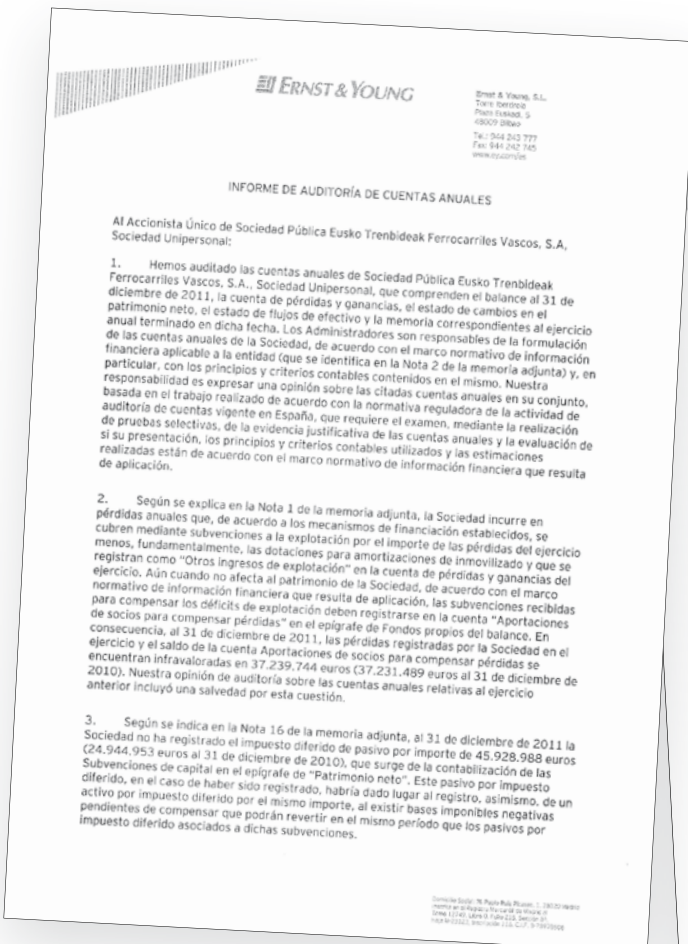 ERNST & YOUNG
Ernst & Young, S.L.
Torre Iberdrola
Plaza Euskadi, 5
48009 Bilbao
Tel.: 944 243 777
Fax: 944 242 745
www.ey.com/es
INFORME DE AUDITORÍA DE CUENTAS ANUALES
Al Accionista Único de Sociedad Pública Eusko Trenbideak Ferrocarriles Vascos, S.A,
Sociedad Unipersonal:
1. Hemos auditado las cuentas anuales de Sociedad Pública Eusko Trenbideak
Ferrocarriles Vascos, S.A., Sociedad Unipersonal, que comprenden el balance al 31 de
diciembre de 2011, la cuenta de pérdidas y ganancias, el estado de cambios en el
patrimonio neto, el estado de flujos de efectivo y la memoria correspondientes al ejercicio
anual terminado en dicha fecha. Los Administradores son responsables de la formulación
de las cuentas anuales de la Sociedad, de acuerdo con el marco normativo de información
financiera aplicable a la entidad (que se identifica en la Nota 2 de la memoria adjunta) y, en
particular, con los principios y criterios contables contenidos en el mismo. Nuestra
responsabilidad es expresar una opinión sobre las citadas cuentas anuales en su conjunto,
basada en el trabajo realizado de acuerdo con la normativa reguladora de la actividad de
auditoría de cuentas vigente en España, que requiere el examen, mediante la realización
de pruebas selectivas, de la evidencia justificativa de las cuentas anuales y la evaluación de
si su presentación, los principios y criterios contables utilizados y las estimaciones
realizadas están de acuerdo con el marco normativo de información financiera que resulta
de aplicación.
2. Según se explica en la Nota 1 de la memoria adjunta, la Sociedad incurre en
pérdidas anuales que, de acuerdo a los mecanismos de financiación establecidos, se
cubren mediante subvenciones a la explotación por el importe de las pérdidas del ejercicio
menos, fundamentalmente, las dotaciones para amortizaciones de inmovilizado y que se
registran como "Otros ingresos de explotación" en la cuenta de pérdidas y ganancias del
ejercicio. Aún cuando no afecta al patrimonio de la Sociedad, de acuerdo con el marco
normativo de información financiera que resulta de aplicación, las subvenciones recibidas
para compensar los déficits de explotación deben registrarse en la cuenta "Aportaciones
de socios para compensar pérdidas" en el epígrafe de Fondos propios del balance. En
consecuencia, al 31 de diciembre de 2011, las pérdidas registradas por la Sociedad en el
ejercicio y el saldo de la cuenta Aportaciones de socios para compensar pérdidas se
encuentran infravaloradas en 37.239.744 euros (37.231.489 euros al 31 de diciembre de
2010). Nuestra opinión de auditoría sobre las cuentas anuales relativas al ejercicio
anterior incluyó una salvedad por esta cuestión.
3. Según se indica en la Nota 16 de la memoria adjunta, al 31 de diciembre de 2011 la
Sociedad no ha registrado el impuesto diferido de pasivo por importe de 45.928.988 euros
(24.944.953 euros al 31 de diciembre de 2010), que surge de la contabilización de las
Subvenciones de capital en el epígrafe de "Patrimonio neto". Este pasivo por impuesto
diferido, en el caso de haber sido registrado, habría dado lugar al registro, asimismo, de un
activo por impuesto diferido por el mismo importe, al existir bases imponibles negativas
pendientes de compensar que podrán revertir en el mismo período que los pasivos por
impuesto diferido asociados a dichas subvenciones.